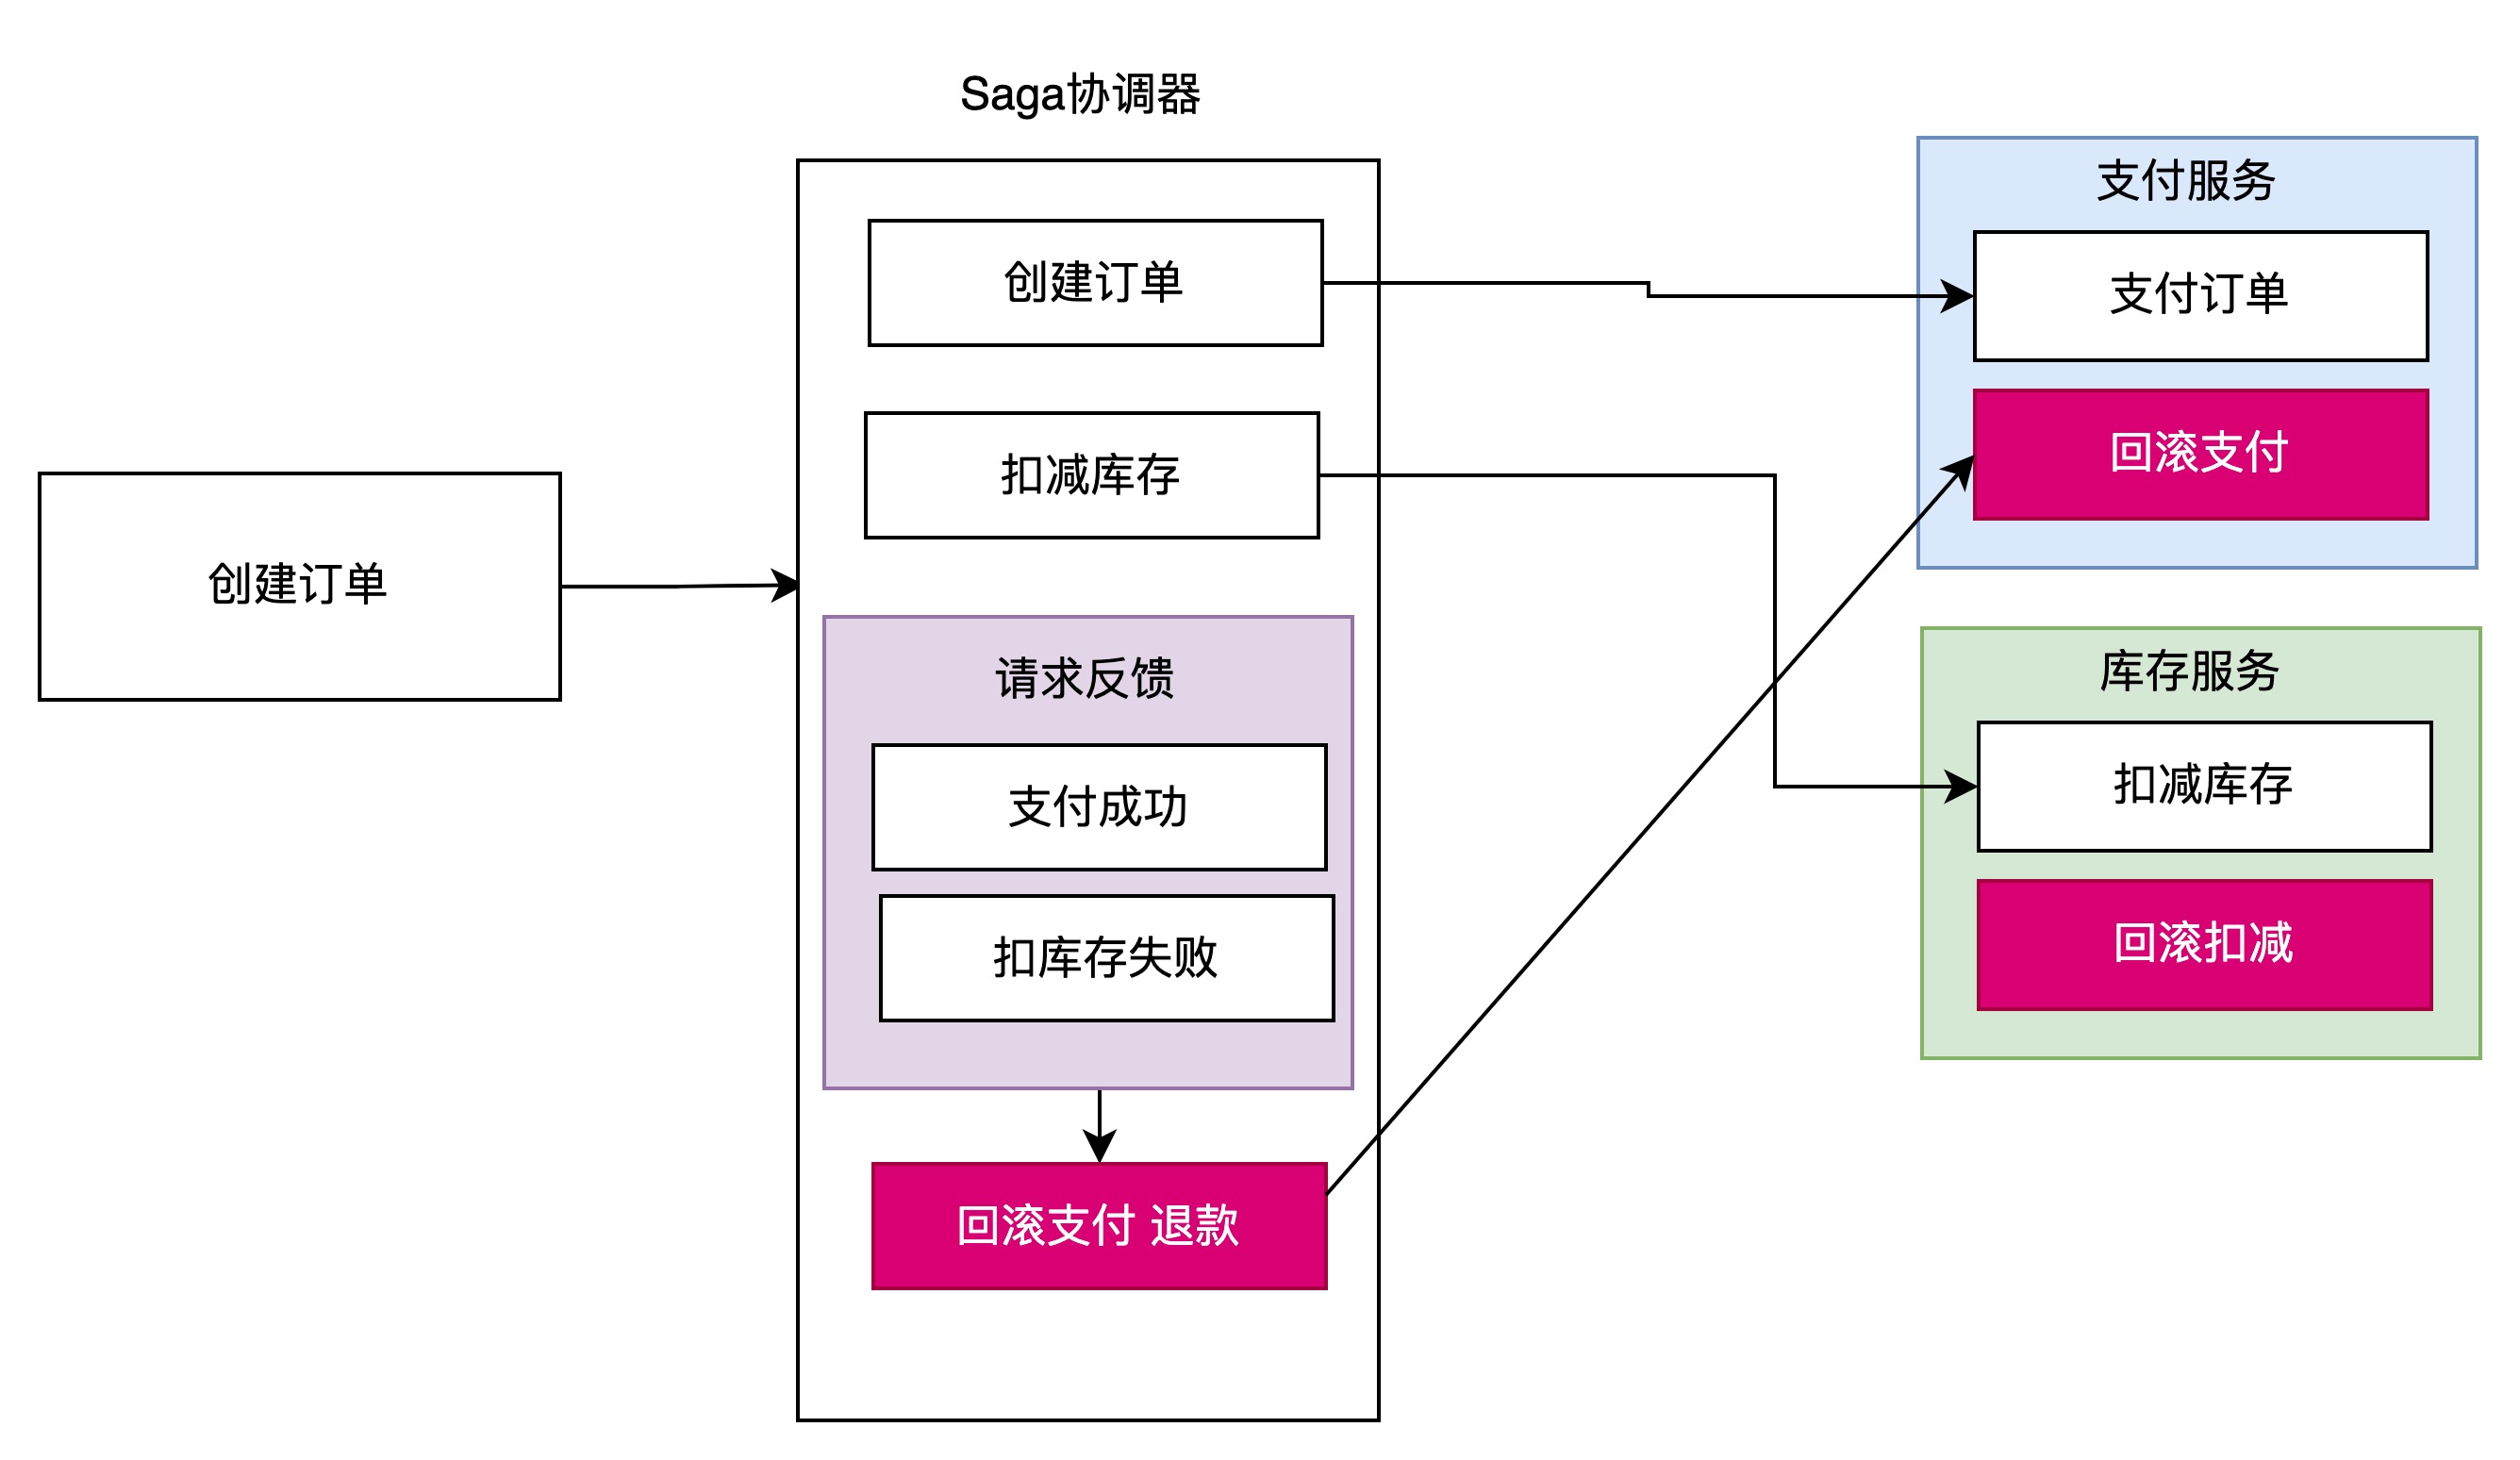 Saga协调器
创建订单
创建订单
扣减库存
请求反馈
支付成功
扣库存失败
回滚支付 退款
支付服务
支付订单
回滚支付
库存服务
扣减库存
回滚扣减